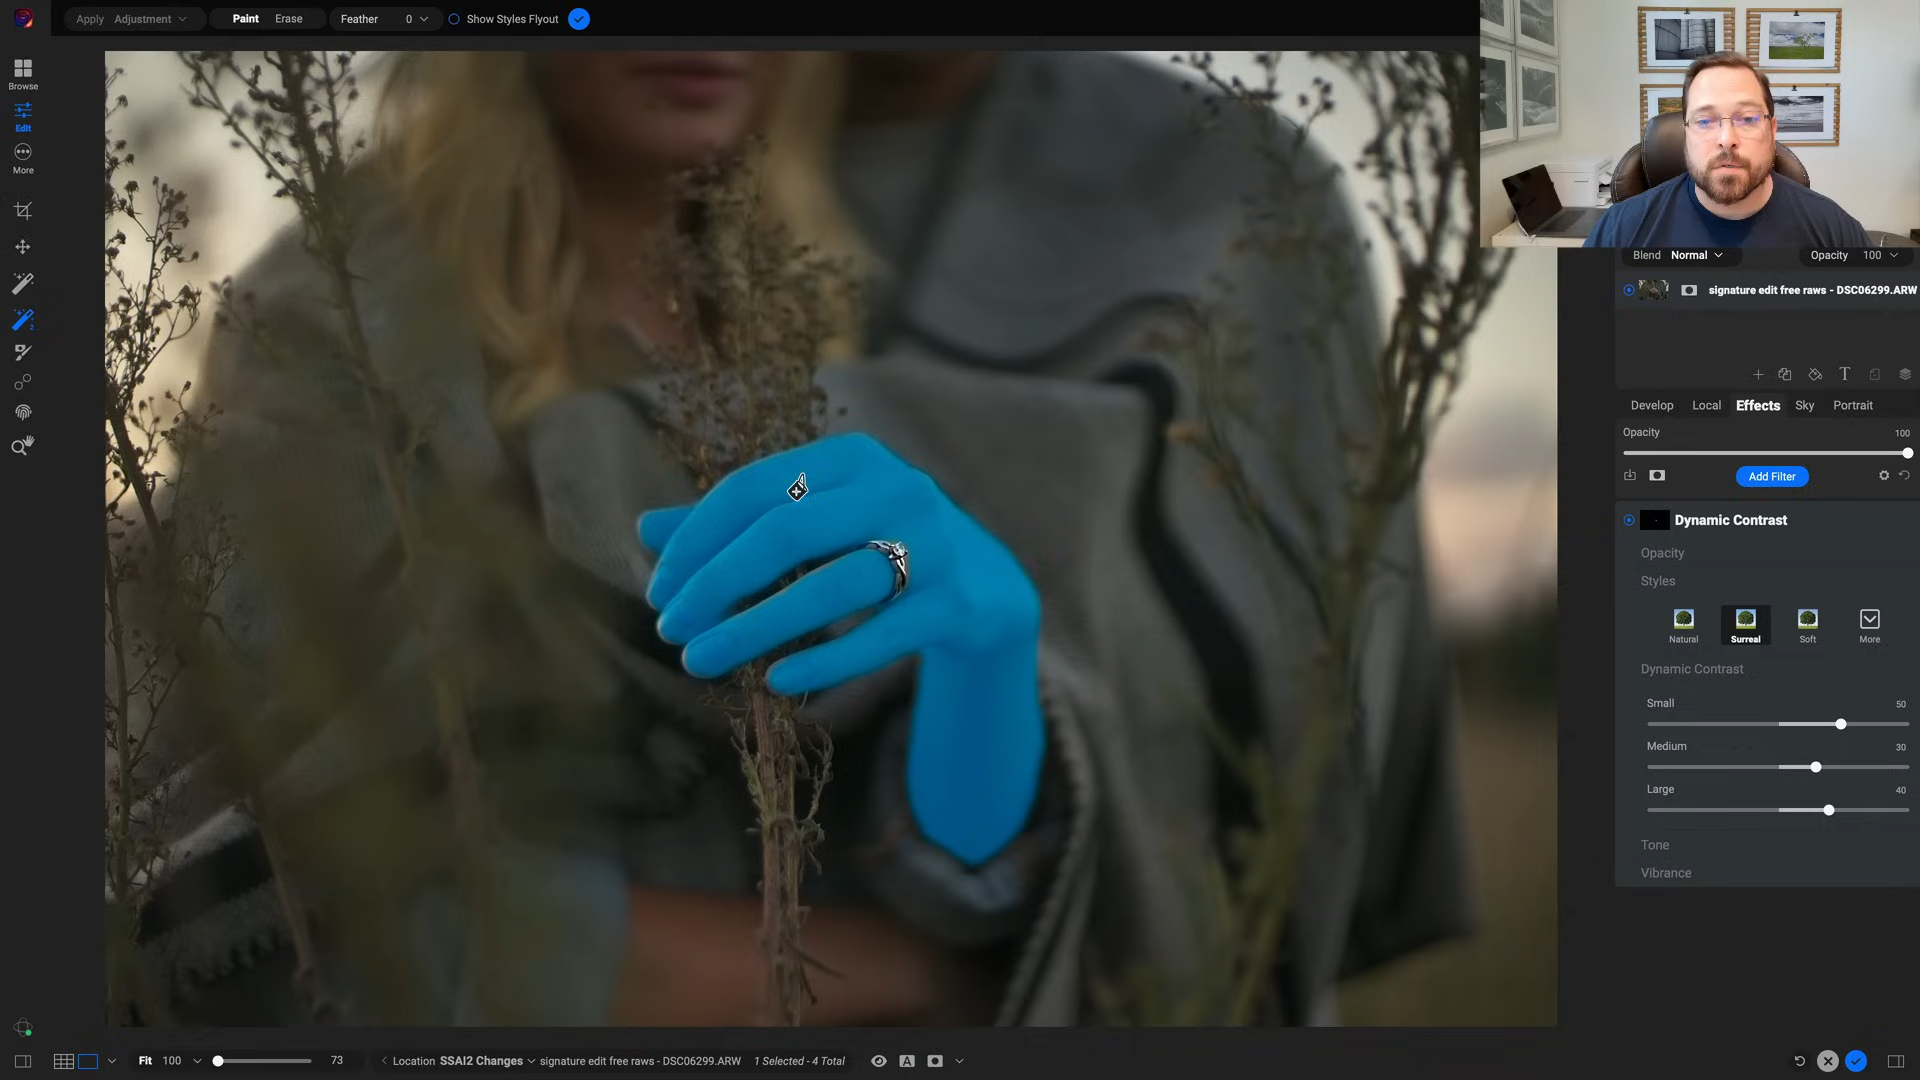 Apply Adjustment Paint Erase Feather 0 Show Styles Flyout
Browse
Edit
More
2
Blend Normal Opacity 100
signature edit free raws - DSC06299.ARW
T
Develop Local Effects Sky Portrait
Opacity 100
Add Filter
Dynamic Contrast
Opacity
Styles
Natural Surreal Soft More
Dynamic Contrast
Small 50
Medium 30
Large 40
Tone
Vibrance
Fit 100 73 Location SSAI2 Changes signature edit free raws - DSC06299.ARW 1 Selected - 4 Total A